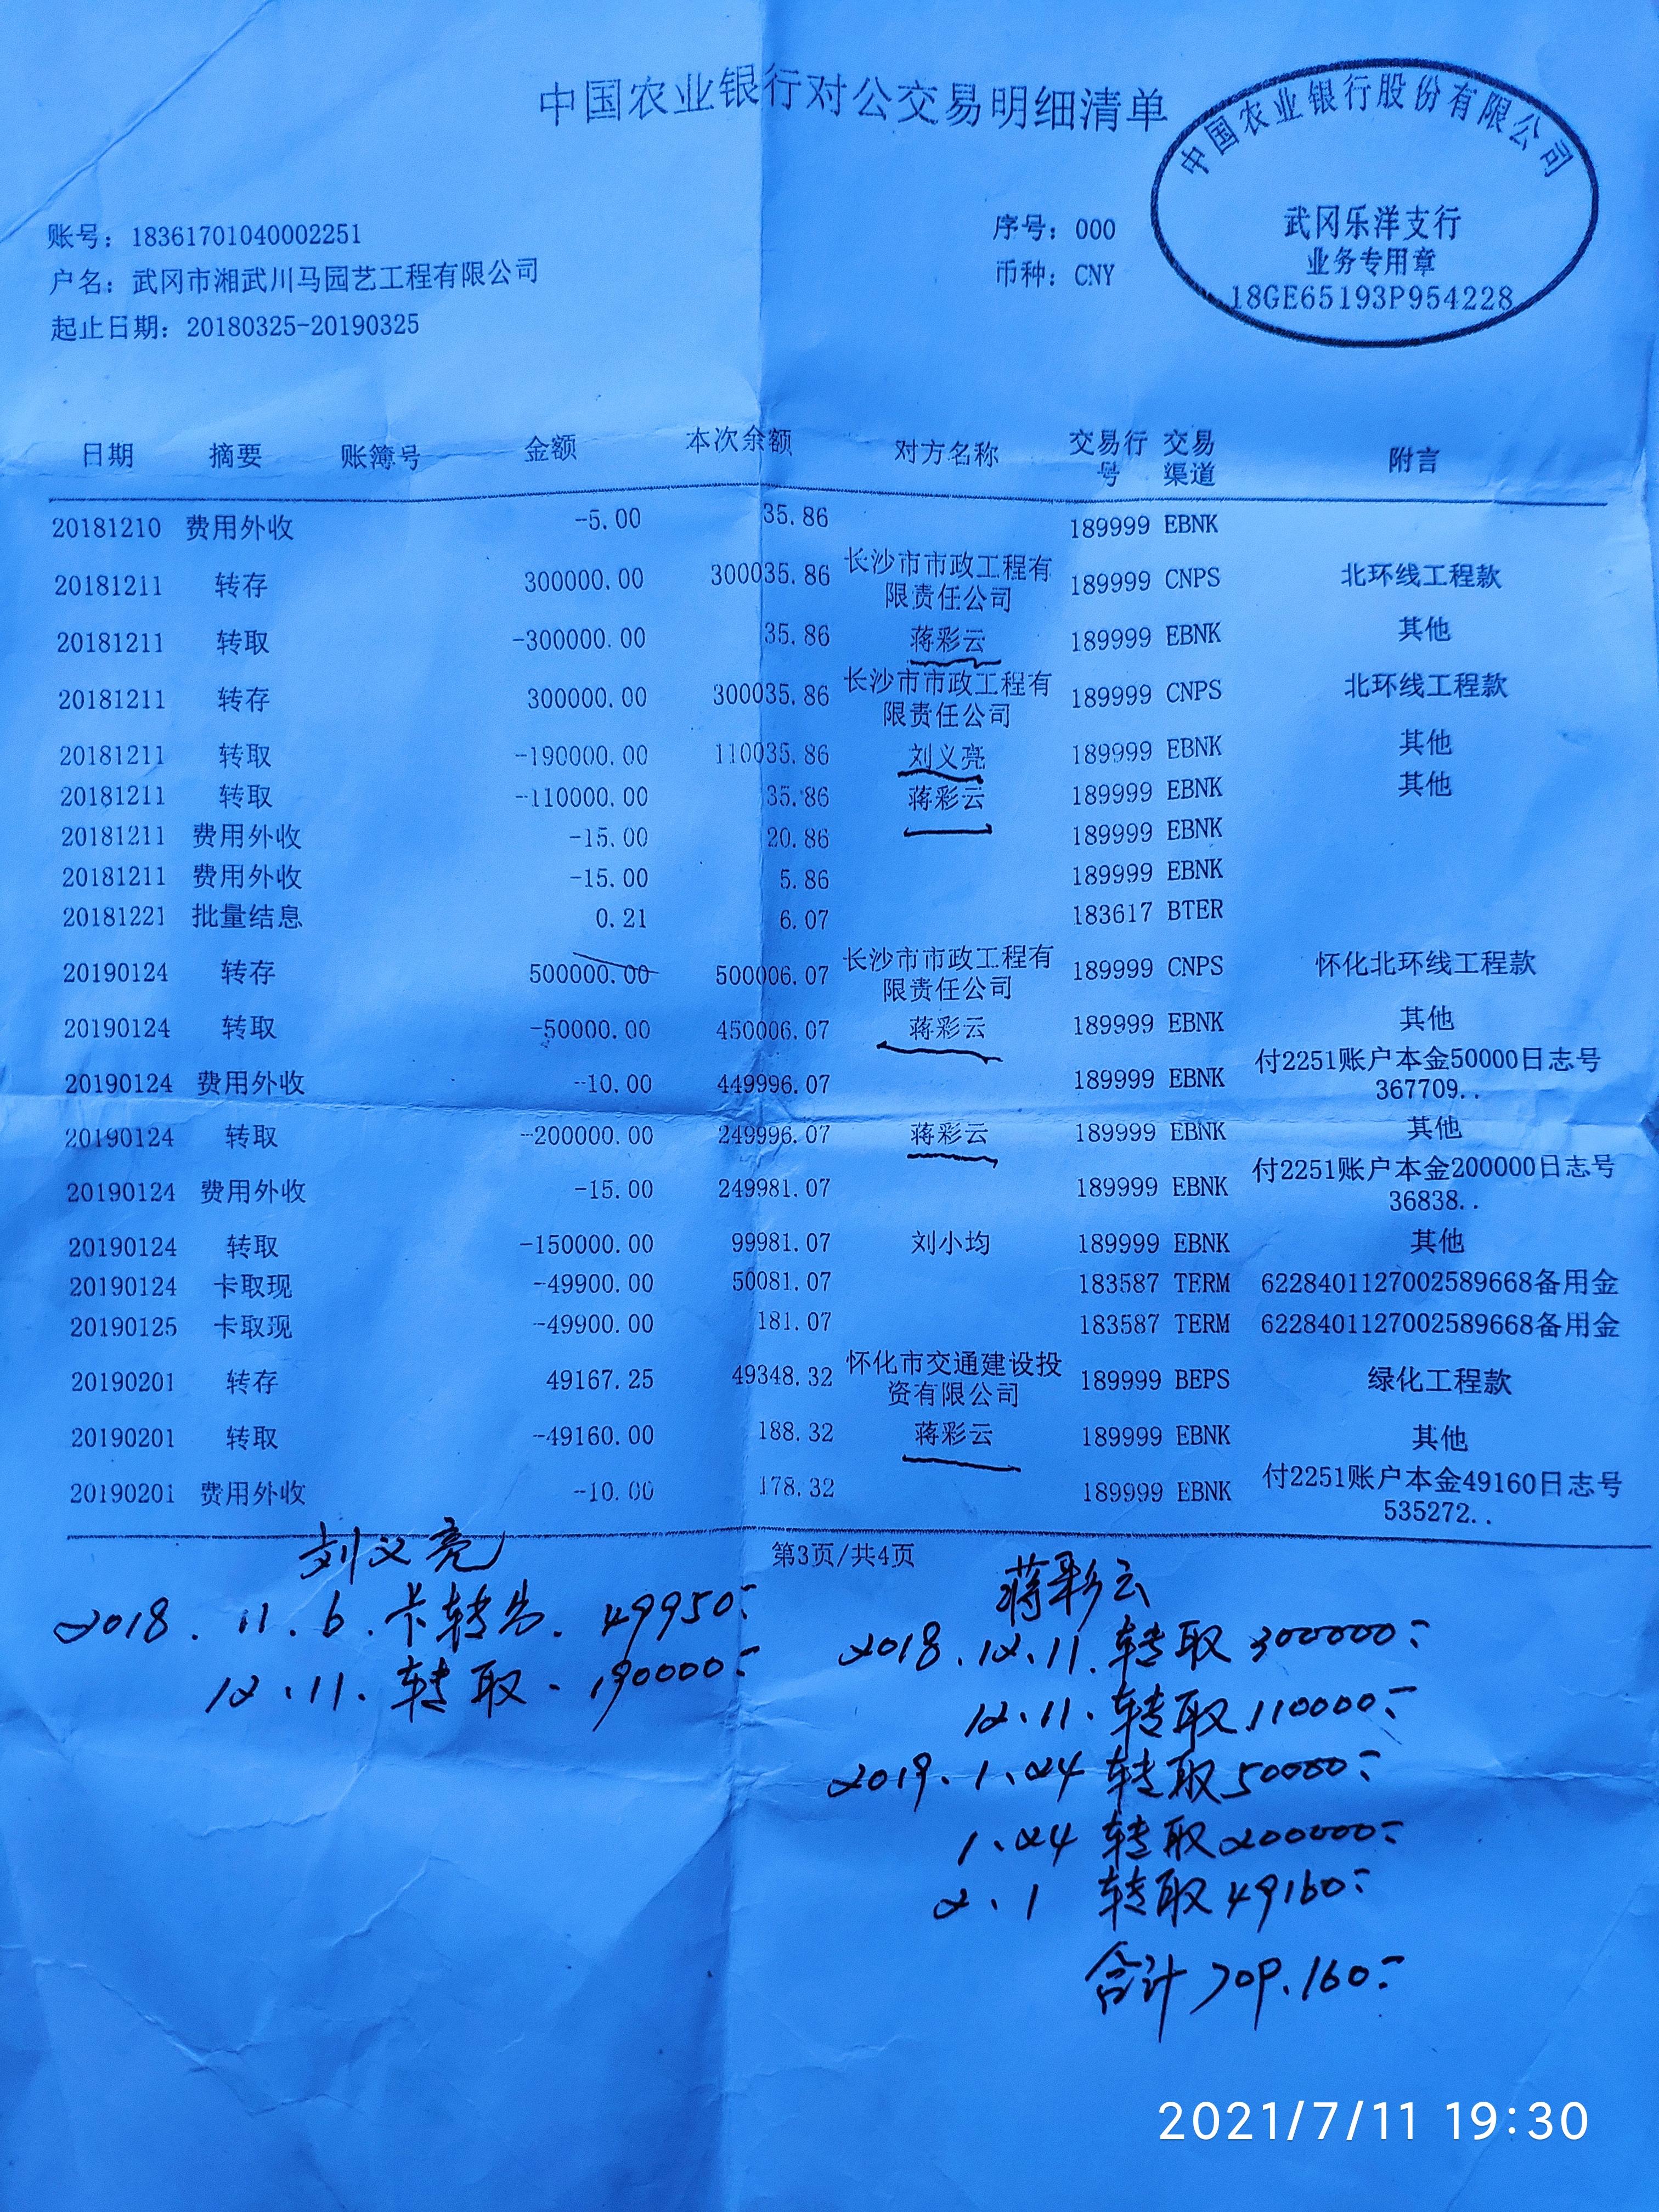 中国农业银行对公交易明细清单
中国农业银行股份有限公司
武冈乐洋支行
业务专用章
18GE65193P954228
账号：18361701040002251 序号：000
户名：武冈市湘武川马园艺工程有限公司 币种：CNY
起止日期：20180325-20190325
日期 摘要 账簿号 金额 本次余额 对方名称 交易行号 交易渠道 附言
20181210 费用外收 -5.00 35.86 189999 EBNK
20181211 转存 300000.00 300035.86 长沙市市政工程有限责任公司 189999 CNPS 北环线工程款
20181211 转取 -300000.00 35.86 蒋彩云 189999 EBNK 其他
20181211 转存 300000.00 300035.86 长沙市市政工程有限责任公司 189999 CNPS 北环线工程款
20181211 转取 -190000.00 110035.86 刘义亮 189999 EBNK 其他
20181211 转取 -110000.00 35.86 蒋彩云 189999 EBNK 其他
20181211 费用外收 -15.00 20.86 189999 EBNK
20181211 费用外收 -15.00 5.86 189999 EBNK
20181221 批量结息 0.21 6.07 183617 BTER
20190124 转存 500000.00 500006.07 长沙市市政工程有限责任公司 189999 CNPS 怀化北环线工程款
20190124 转取 -50000.00 450006.07 蒋彩云 189999 EBNK 其他
20190124 费用外收 -10.00 449996.07 189999 EBNK 付2251账户本金50000日志号367709..
20190124 转取 -200000.00 249996.07 蒋彩云 189999 EBNK 其他
20190124 费用外收 -15.00 249981.07 189999 EBNK 付2251账户本金200000日志号36838..
20190124 转取 -150000.00 99981.07 刘小均 189999 EBNK 其他
20190124 卡取现 -49900.00 50081.07 183587 TERM 6228401127002589668备用金
20190125 卡取现 -49900.00 181.07 183587 TERM 6228401127002589668备用金
20190201 转存 49167.25 49348.32 怀化市交通建设投资有限公司 189999 BEPS 绿化工程款
20190201 转取 -49160.00 188.32 蒋彩云 189999 EBNK 其他
20190201 费用外收 -10.00 178.32 189999 EBNK 付2251账户本金49160日志号535272..
第3页/共4页
刘义亮
2018.11.6.卡转 49950
12.11.转取.190000
蒋彩云
2018.12.11.转取300000
12.11.转取110000
2019.1.24转取50000
1.24转取200000
2.1 转取49160
合计709.160
2021/7/11 19:30